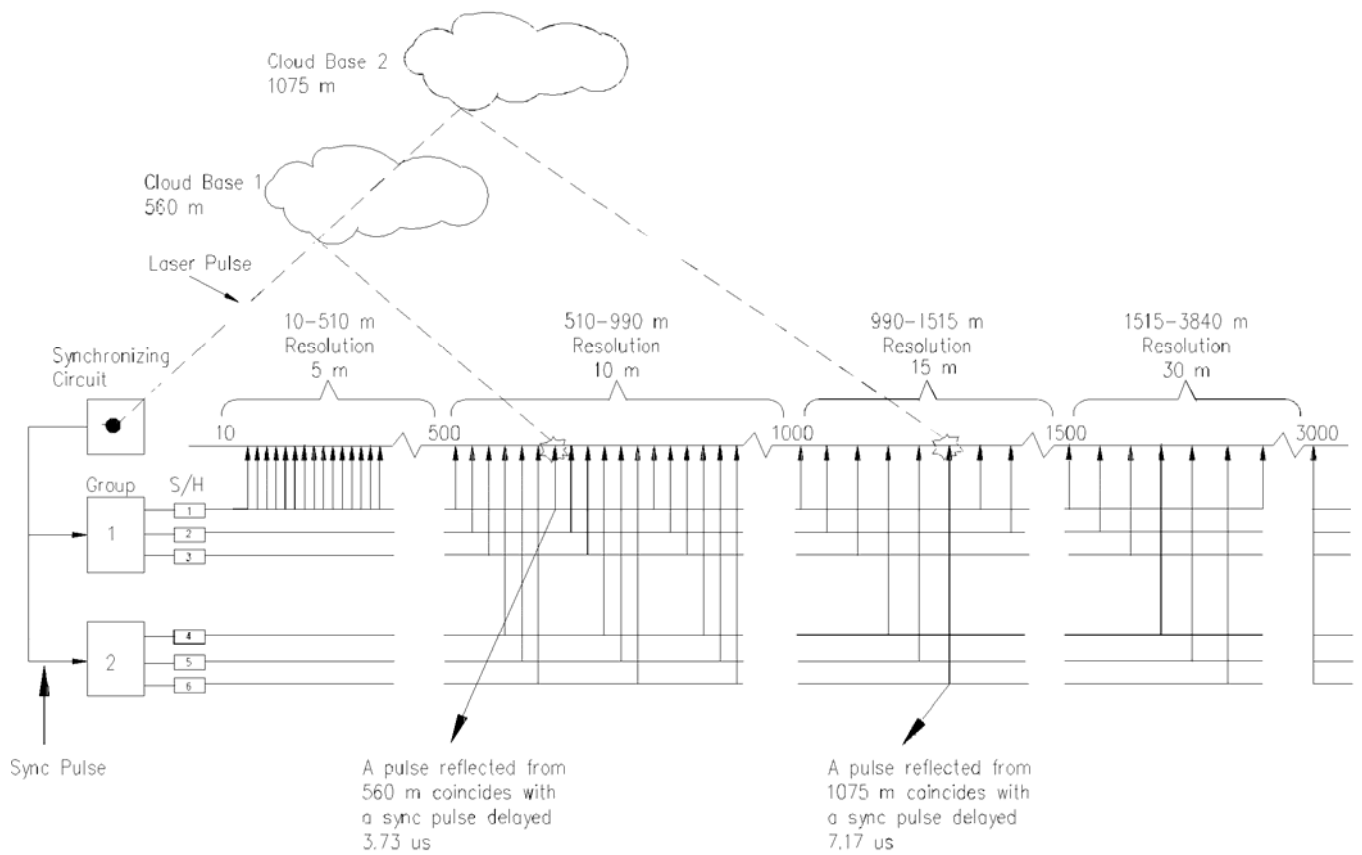 Cloud Base 2
1075 m
Cloud Base 1
560 m
Laser Pulse
10-510 m
Resolution
5 m
510-990 m
Resolution
10 m
990-1515 m
Resolution
15 m
1515-3840 m
Resolution
30 m
Synchronizing
Circuit
10
500
1000
1500
3000
Group
S/H
1
1
2
3
2
4
5
6
Sync Pulse
A pulse reflected from
560 m coincides with
a sync pulse delayed
3,73 us
A pulse reflected from
1075 m caincides with
a sync pulse delayed
7,17 us